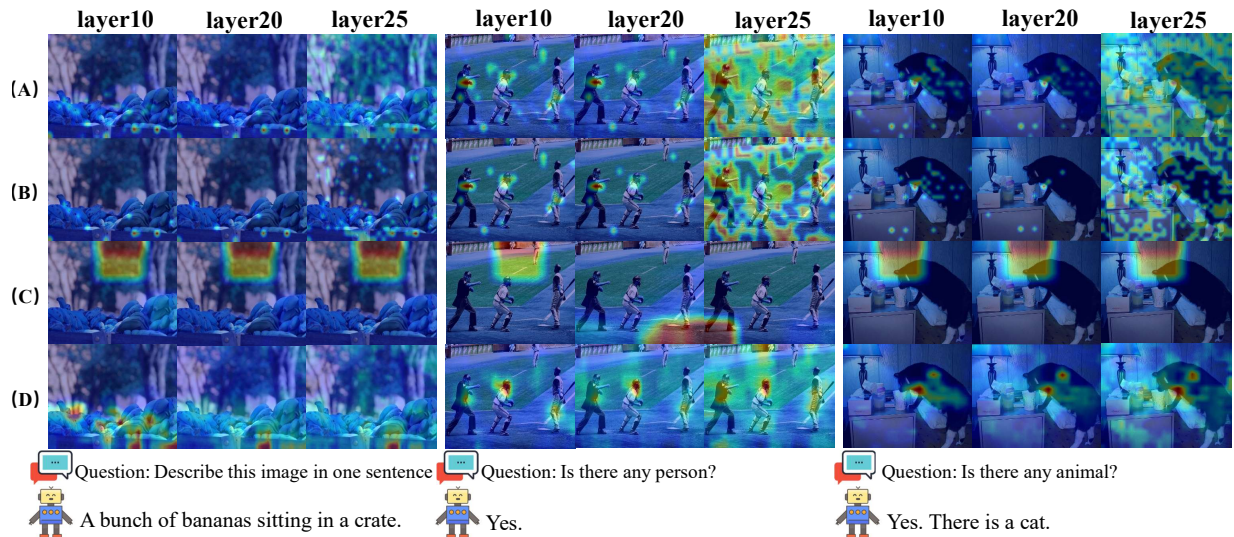 layer10 layer20 layer25 layer10 layer20 layer25 layer10 layer20 layer25
(A)
(B)
(C)
(D)
Question: Describe this image in one sentence
A bunch of bananas sitting in a crate.
Question: Is there any person?
Yes.
Question: Is there any animal?
Yes. There is a cat.